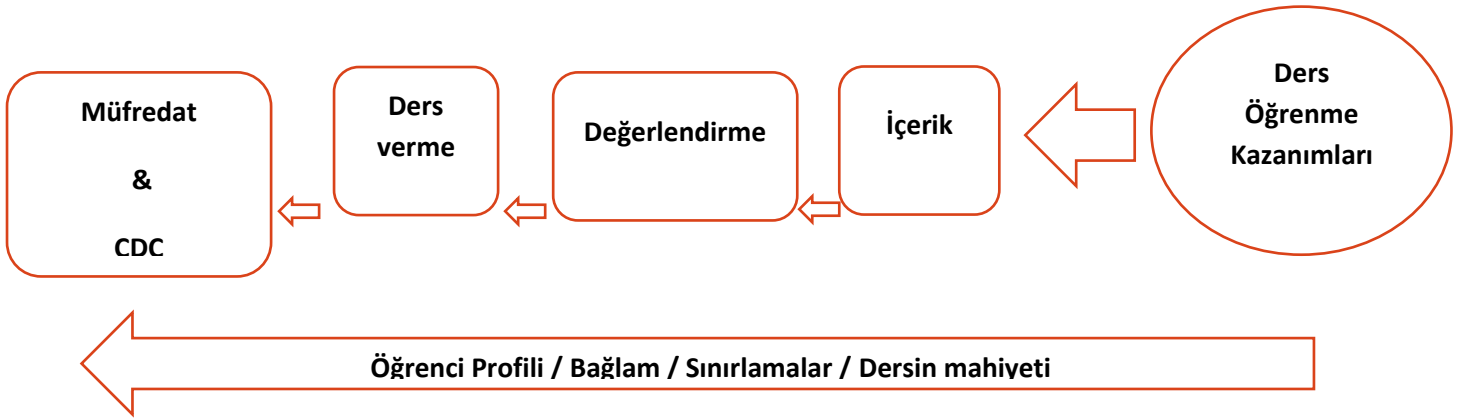 Müfredat
&
CDC
Ders
verme
Değerlendirme
İçerik
Ders
Öğrenme
Kazanımları
Öğrenci Profili / Bağlam / Sınırlamalar / Dersin mahiyeti